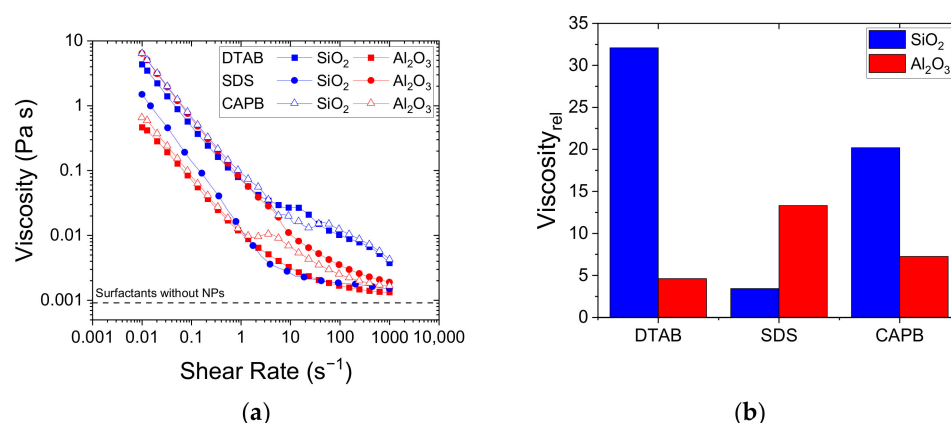 10
1
0.1
0.01
0.001
Viscosity (Pa s)
DTAB SiO₂ Al₂O₃
SDS SiO₂ Al₂O₃
CAPB SiO₂ Al₂O₃
Surfactants without NPs
0.001 0.01 0.1 1 10 100 1000 10,000
Shear Rate (s⁻¹)
(a)
35
30
25
20
15
10
5
0
Viscosity_rel
SiO₂
Al₂O₃
DTAB SDS CAPB
(b)